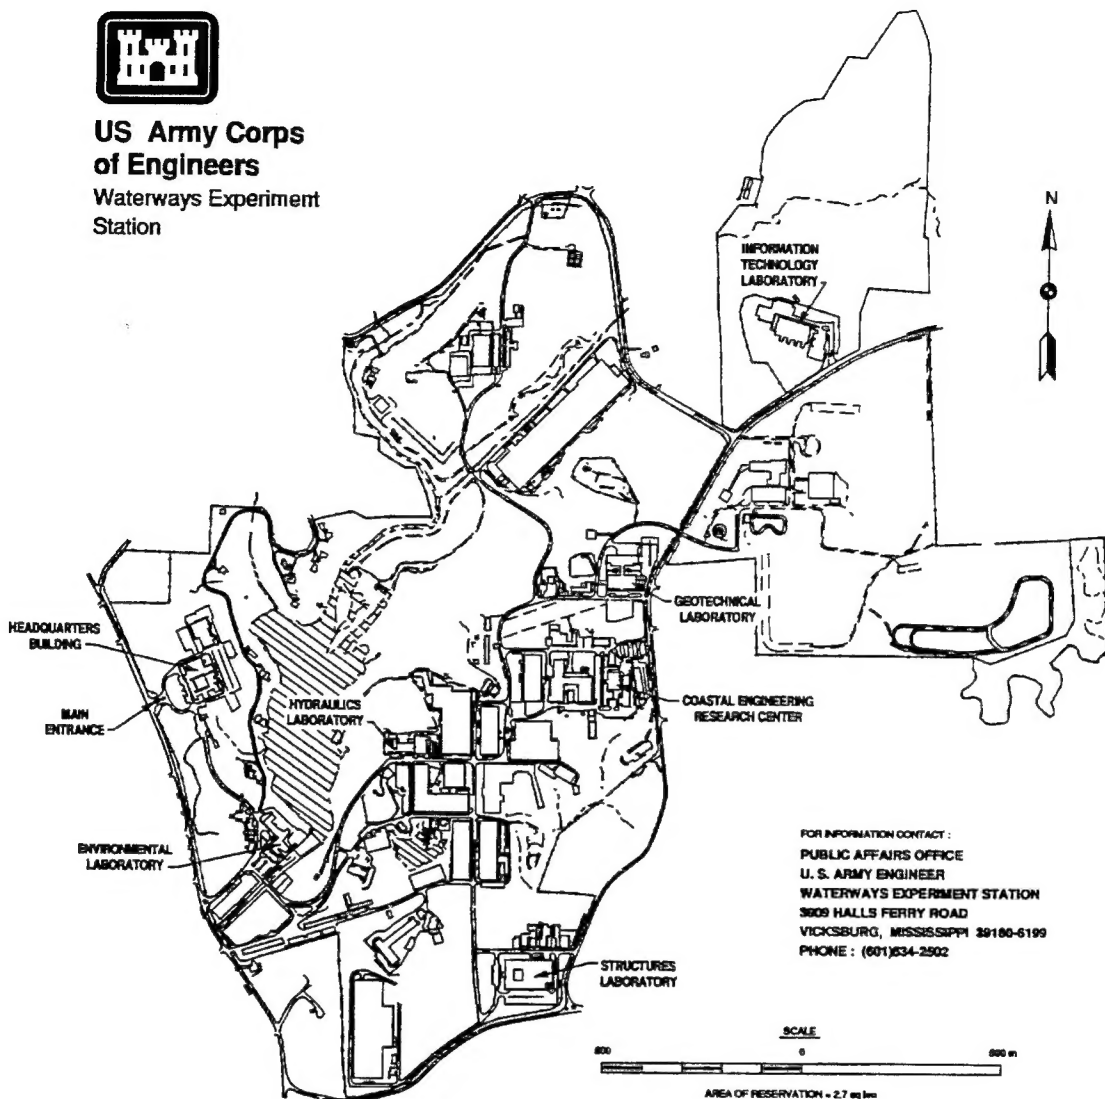 US Army Corps
of Engineers
Waterways Experiment
Station
N
INFORMATION
TECHNOLOGY
LABORATORY
GEOTECHNICAL
LABORATORY
HEADQUARTERS
BUILDING
MAIN
ENTRANCE
HYDRAULICS
LABORATORY
COASTAL ENGINEERING
RESEARCH CENTER
ENVIRONMENTAL
LABORATORY
STRUCTURES
LABORATORY
FOR INFORMATION CONTACT :
PUBLIC AFFAIRS OFFICE
U. S. ARMY ENGINEER
WATERWAYS EXPERIMENT STATION
3909 HALLS FERRY ROAD
VICKSBURG, MISSISSIPPI 39180-6199
PHONE : (601)634-2502
SCALE
0
AREA OF RESERVATION = 2.7 sq km